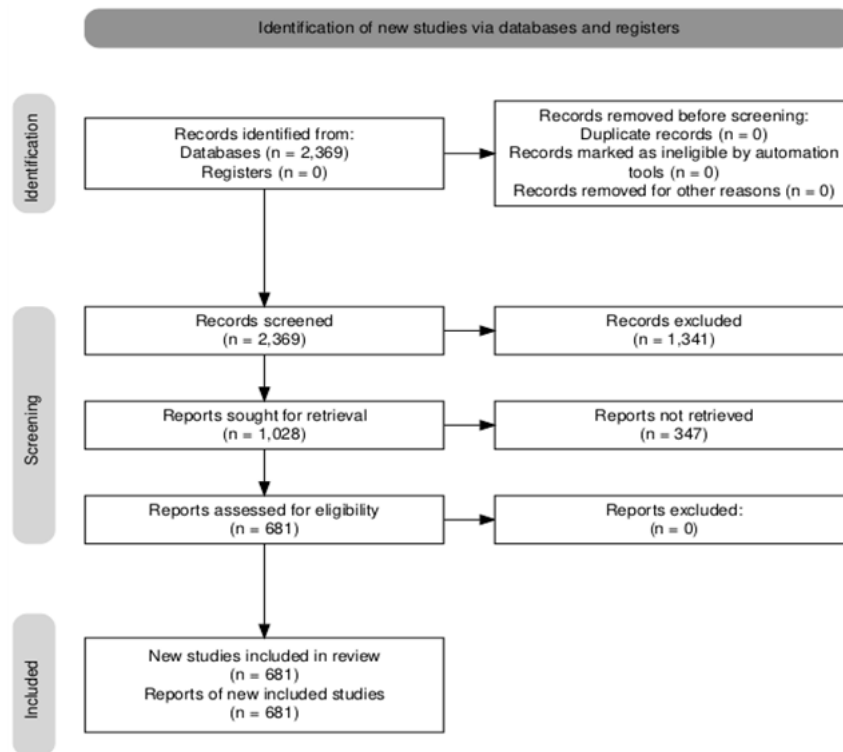 Identification of new studies via databases and registers
Identification
Records identified from:
Databases (n = 2,369)
Registers (n = 0)
Records removed before screening:
Duplicate records (n = 0)
Records marked as ineligible by automation
tools (n = 0)
Records removed for other reasons (n = 0)
Screening
Records screened
(n = 2,369)
Records excluded
(n = 1,341)
Reports sought for retrieval
(n = 1,028)
Reports not retrieved
(n = 347)
Reports assessed for eligibility
(n = 681)
Reports excluded:
(n = 0)
Included
New studies included in review
(n = 681)
Reports of new included studies
(n = 681)